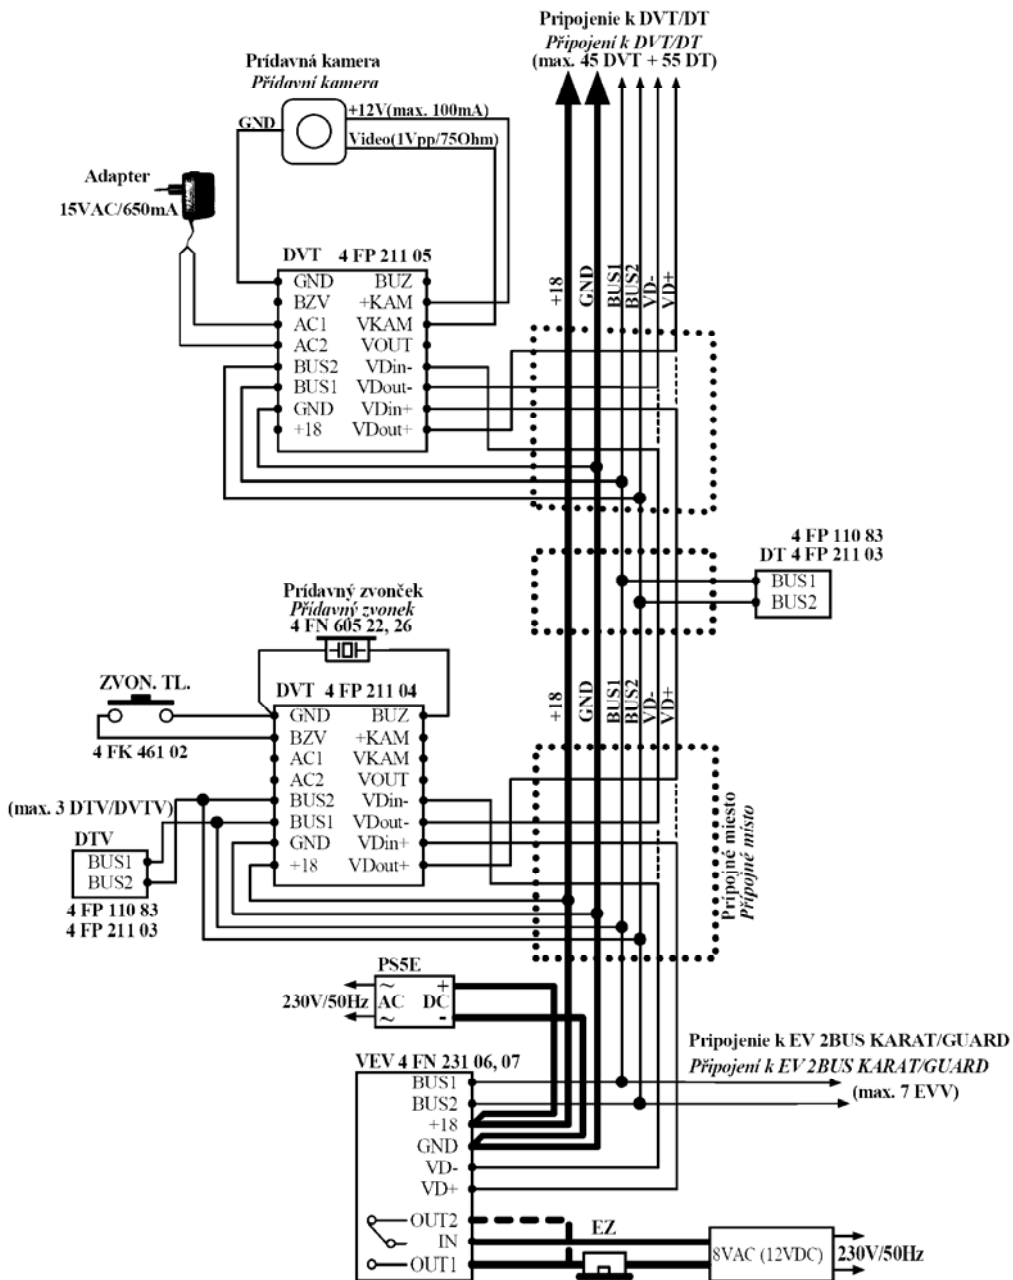 Pripojenie k DVT/DT
Připojení k DVT/DT
(max. 45 DVT + 55 DT)
Prídavná kamera
Přídavní kamera
GND
+12V(max. 100mA)
Video(1Vpp/75Ohm)
Adapter
15VAC/650mA
DVT 4 FP 211 05
GND BUZ
BZV +KAM
AC1 VKAM
AC2 VOUT
BUS2 VDin-
BUS1 VDout-
GND VDin+
+18 VDout+
+18
GND
BUS1
BUS2
VD-
VD+
4 FP 110 83
DT 4 FP 211 03
BUS1
BUS2
Prídavný zvonček
Přídavný zvonek
4 FN 605 22, 26
ZVON. TL.
4 FK 461 02
DVT 4 FP 211 04
GND BUZ
BZV +KAM
AC1 VKAM
AC2 VOUT
BUS2 VDin-
BUS1 VDout-
GND VDin+
+18 VDout+
+18
GND
BUS1
BUS2
VD-
VD+
(max. 3 DTV/DVTV)
DTV
BUS1
BUS2
4 FP 110 83
4 FP 211 03
Prípojné miesto
Přípojné místo
PS5E
230V/50Hz
~ +
AC DC
~ -
VEV 4 FN 231 06, 07
BUS1
BUS2
+18
GND
VD-
VD+
OUT2
IN
OUT1
Pripojenie k EV 2BUS KARAT/GUARD
Připojení k EV 2BUS KARAT/GUARD
(max. 7 EVV)
EZ
8VAC (12VDC)
230V/50Hz